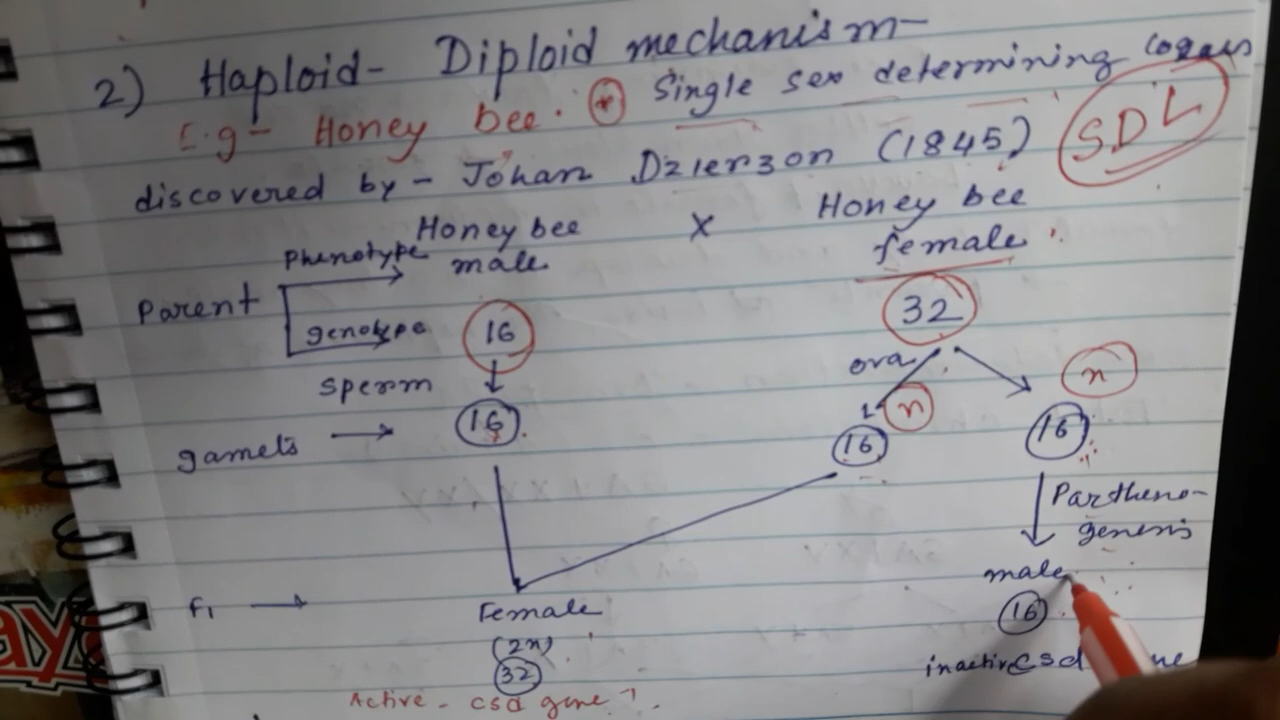 2) Haploid- Diploid mechanism-
E.g- Honey bee. * Single sex determining
SDL
discovered by - Johan Dzierzon (1845)
Honey bee X Honey bee
Parent Phenotype male female
genotype 16 32
sperm ova n n
gamets 16 16 16
Partheno-
genesis
male
F1 Female 16
(2n)
32
inactive csd
Active - csd gene